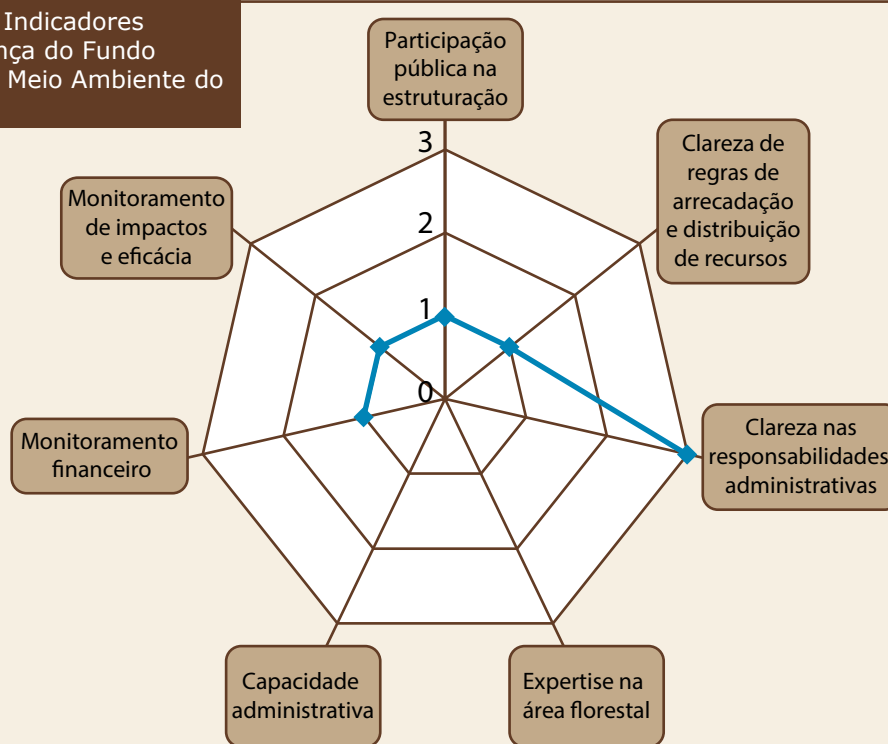 Indicadores
do Fundo
Meio Ambiente do
Participação
pública na
estruturação
Clareza de
regras de
arrecadação
e distribuição
de recursos
Clareza nas
responsabilidades
administrativas
Expertise na
área florestal
Capacidade
administrativa
Monitoramento
financeiro
Monitoramento
de impactos
e eficácia
3
2
1
0